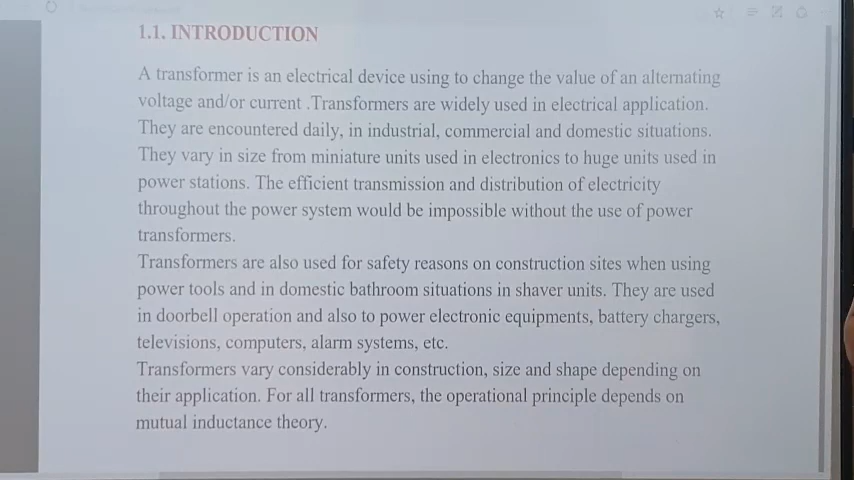 1.1. INTRODUCTION
A transformer is an electrical device using to change the value of an alternating
voltage and/or current .Transformers are widely used in electrical application.
They are encountered daily, in industrial, commercial and domestic situations.
They vary in size from miniature units used in electronics to huge units used in
power stations. The efficient transmission and distribution of electricity
throughout the power system would be impossible without the use of power
transformers.
Transformers are also used for safety reasons on construction sites when using
power tools and in domestic bathroom situations in shaver units. They are used
in doorbell operation and also to power electronic equipments, battery chargers,
televisions, computers, alarm systems, etc.
Transformers vary considerably in construction, size and shape depending on
their application. For all transformers, the operational principle depends on
mutual inductance theory.